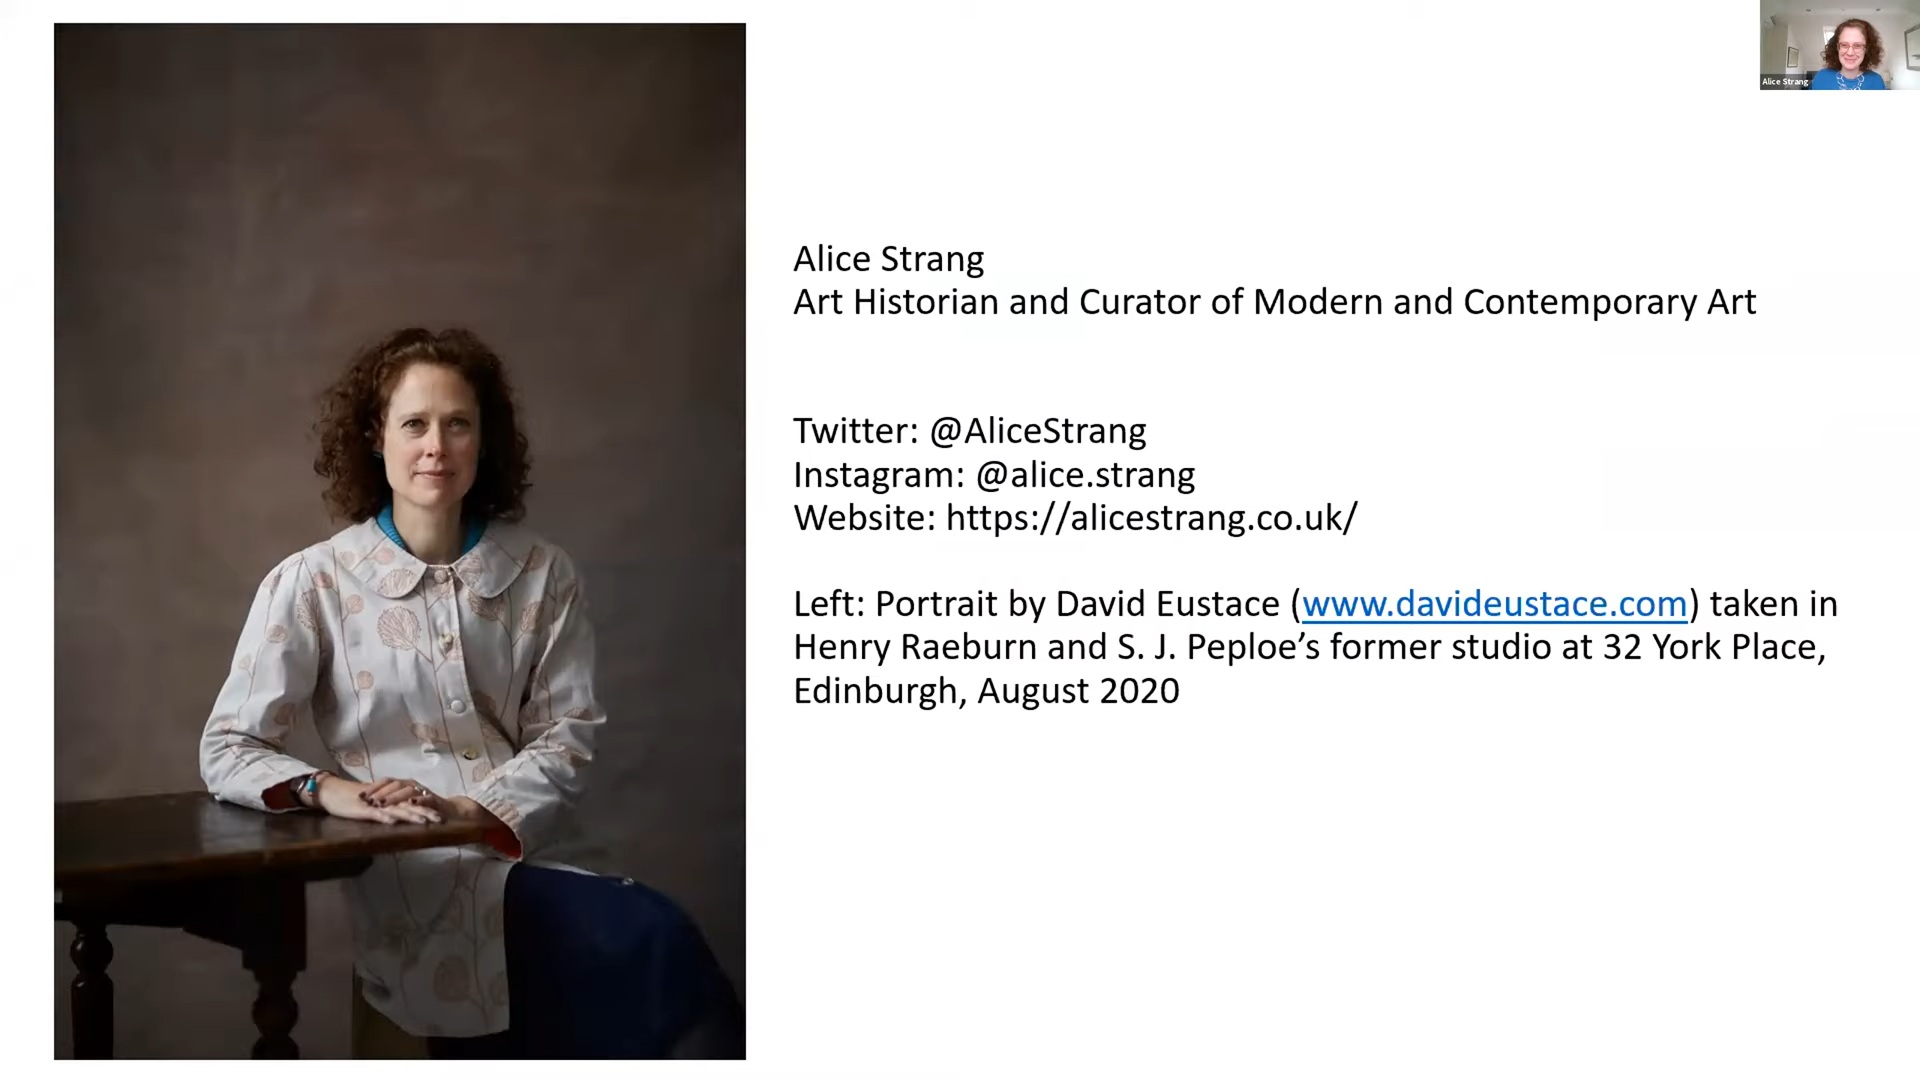 Alice Strang
Alice Strang
Art Historian and Curator of Modern and Contemporary Art
Twitter: @AliceStrang
Instagram: @alice.strang
Website: https://alicestrang.co.uk/
Left: Portrait by David Eustace (www.davideustace.com) taken in
Henry Raeburn and S. J. Peploe’s former studio at 32 York Place,
Edinburgh, August 2020